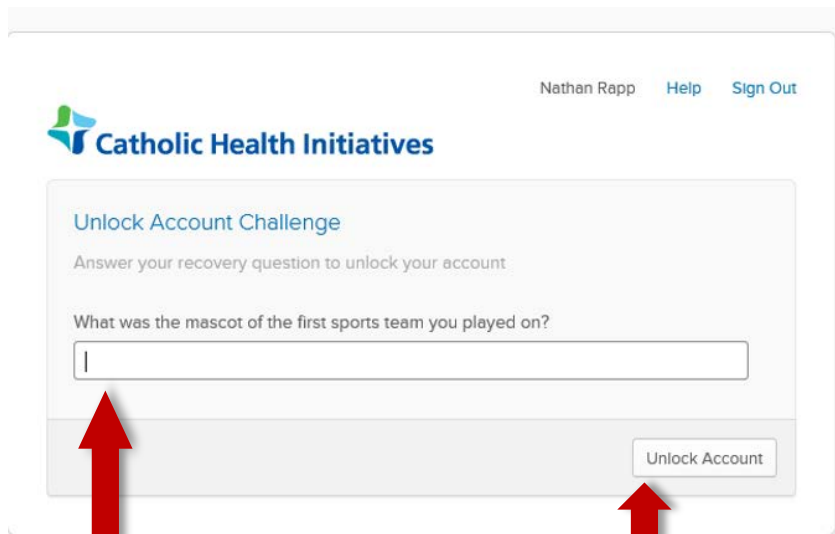 Nathan Rapp Help Sign Out
Catholic Health Initiatives
Unlock Account Challenge
Answer your recovery question to unlock your account
What was the mascot of the first sports team you played on?
Unlock Account